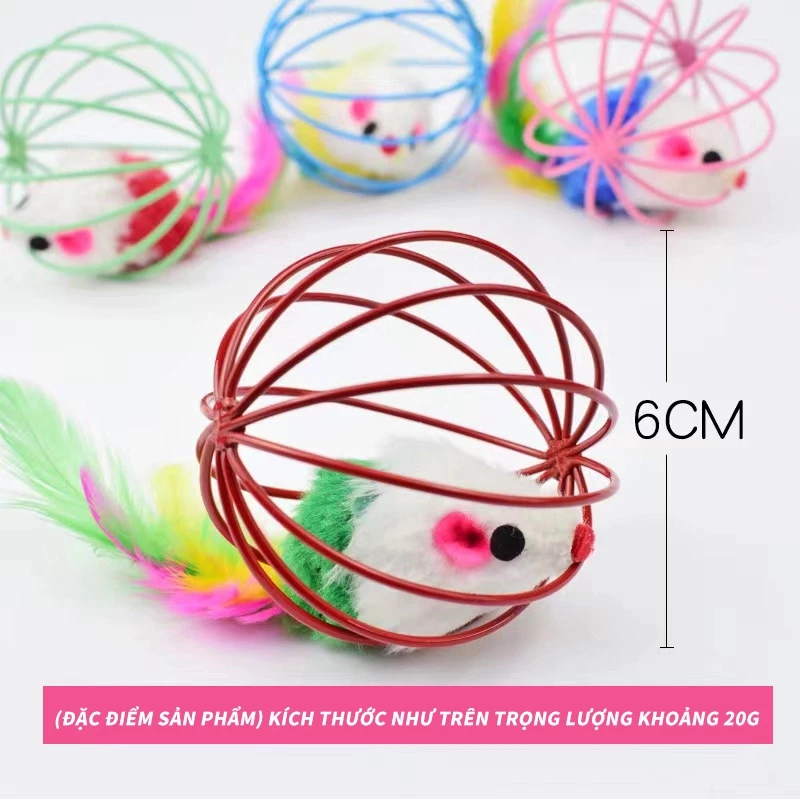 6CM
(ĐẶC ĐIỂM SẢN PHẨM) KÍCH THƯỚC NHƯ TRÊN TRỌNG LƯỢNG KHOẢNG 20G